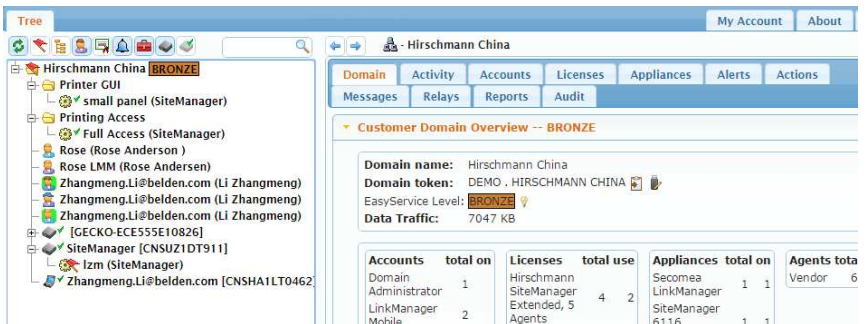 Tree
My Account
About
Hirschmann China
Hirschmann China BRONZE
Printer GUI
small panel (SiteManager)
Printing Access
Full Access (SiteManager)
Rose (Rose Anderson )
Rose LMM (Rose Andersen)
Zhangmeng.Li@belden.com (Li Zhangmeng)
Zhangmeng.Li@belden.com (Li Zhangmeng)
Zhangmeng.Li@belden.com (Li Zhangmeng)
[GECKO-ECE555E10826]
SiteManager [CNSUZ1DT911]
lzm (SiteManager)
Zhangmeng.Li@belden.com [CNSHA1LT0462]
Domain Activity Accounts Licenses Appliances Alerts Actions
Messages Relays Reports Audit
Customer Domain Overview -- BRONZE
Domain name: Hirschmann China
Domain token: DEMO . HIRSCHMANN CHINA
EasyService Level: BRONZE
Data Traffic: 7047 KB
Accounts total on
Domain
Administrator 1
LinkManager
Mobile 2
Licenses total use
Hirschmann
SiteManager
Extended, 5
Agents 4 2
Appliances total on
Secomea
LinkManager 1 1
SiteManager
6116 1 1
Agents tota
Vendor 6